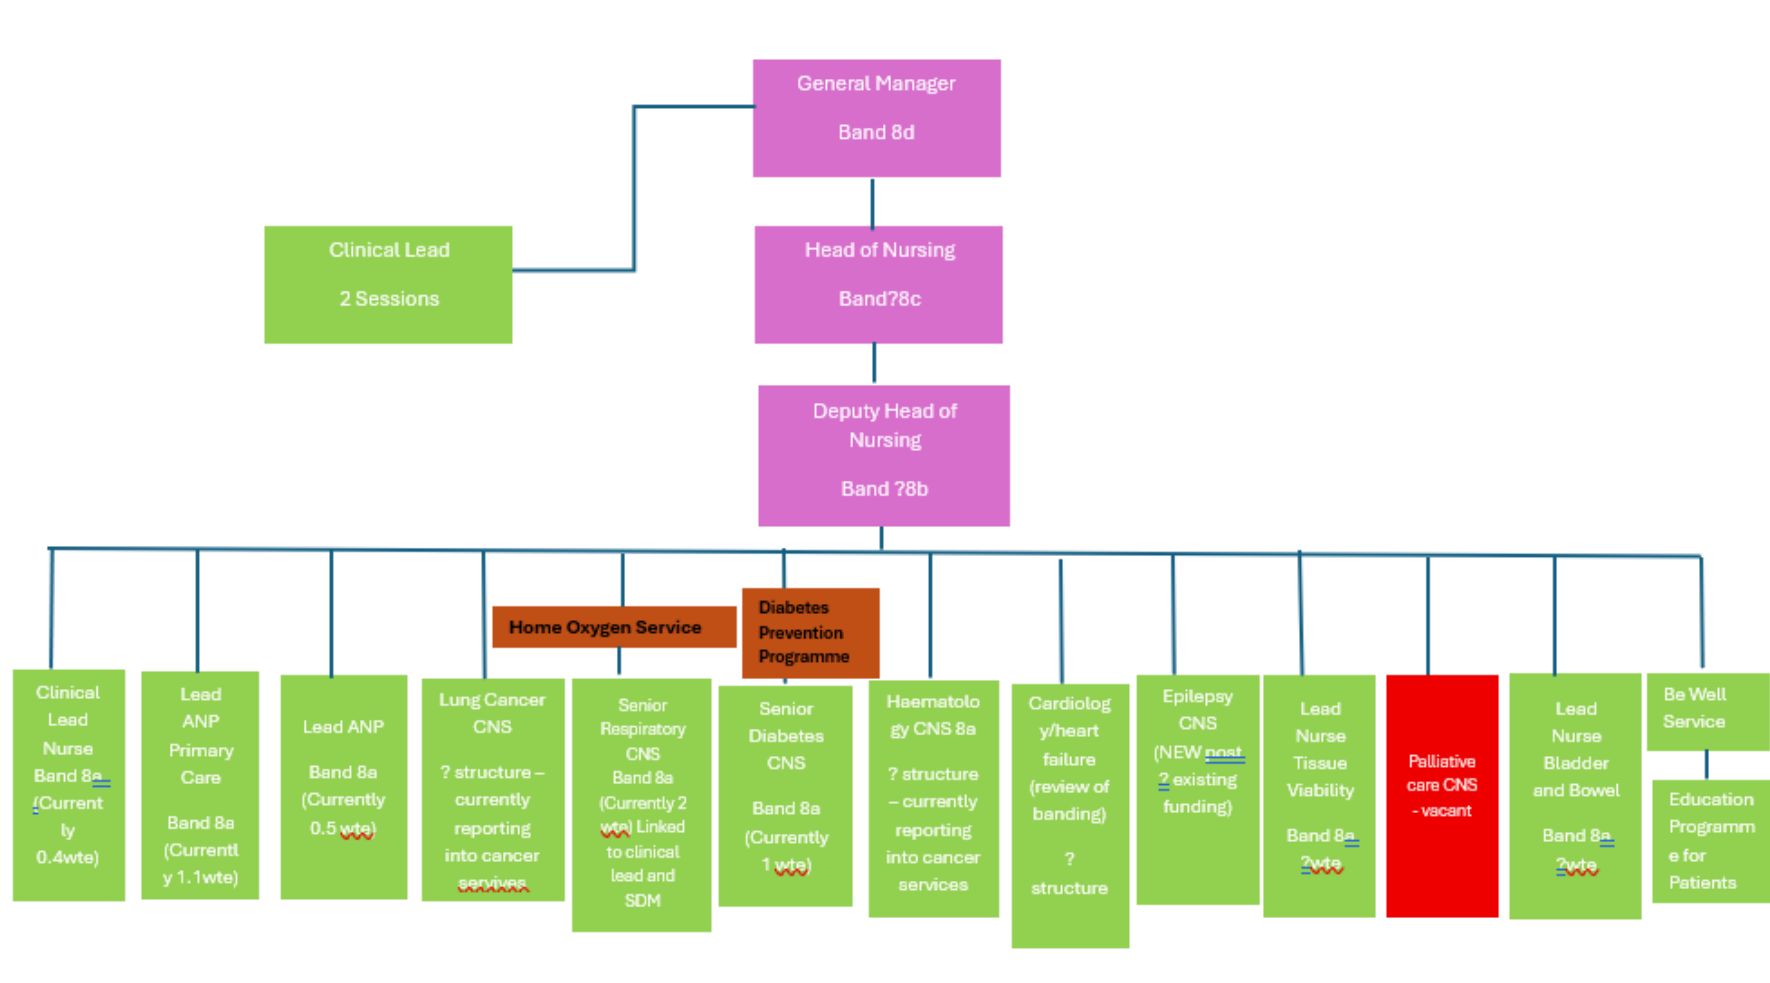 General Manager
Band 8d
Clinical Lead
2 Sessions
Head of Nursing
Band?8c
Deputy Head of
Nursing
Band ?8b
Home Oxygen Service
Diabetes
Prevention
Programme
Clinical
Lead
Nurse
Band 8a
(Current
ly
0.4wte)
Lead
ANP
Primary
Care
Band 8a
(Currentl
y 1.1wte)
Lead ANP
Band 8a
(Currently
0.5 wte)
Lung Cancer
CNS
? structure –
currently
reporting
into cancer
servives
Senior
Respiratory
CNS
Band 8a
(Currently 2
wte) Linked
to clinical
lead and
SDM
Senior
Diabetes
CNS
Band 8a
(Currently
1 wte)
Haematolo
gy CNS 8a
? structure
– currently
reporting
into cancer
services
Cardiolog
y/heart
failure
(review of
banding)
?
structure
Epilepsy
CNS
(NEW post
? existing
funding)
Lead
Nurse
Tissue
Viability
Band 8a
?wte
Palliative
care CNS
- vacant
Lead
Nurse
Bladder
and Bowel
Band 8a
?wte
Be Well
Service
Education
Programm
e for
Patients